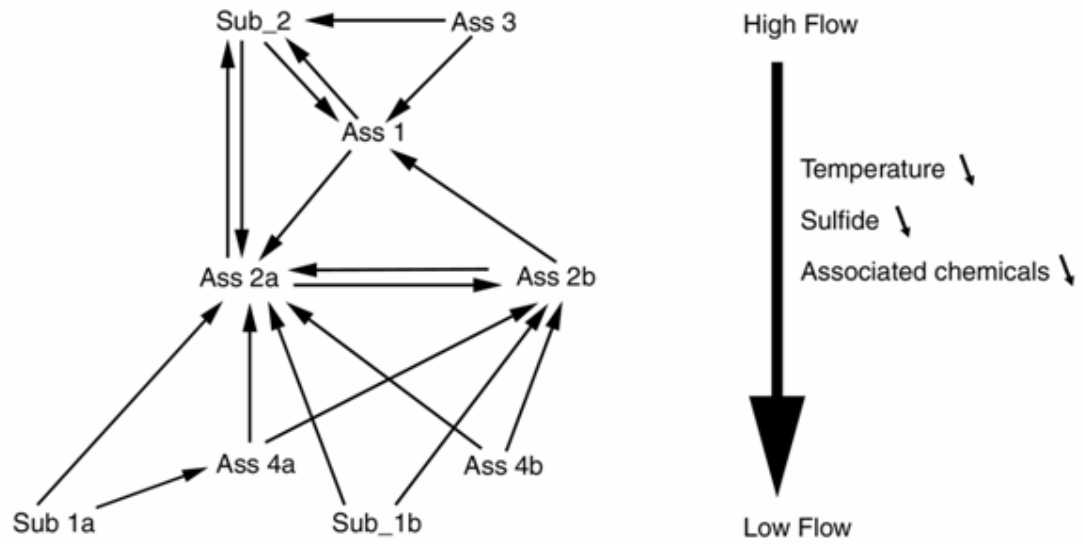 Sub_2
Ass 3
Ass 1
Ass 2a
Ass 2b
Ass 4a
Ass 4b
Sub 1a
Sub_1b
High Flow
Temperature
Sulfide
Associated chemicals
Low Flow